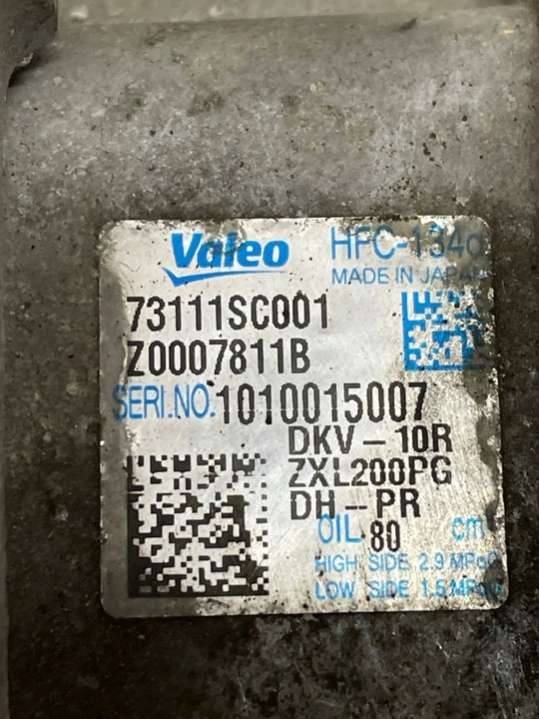 Valeo HFC-134a
MADE IN JAPAN
73111SC001
Z0007811B
SERI.NO. 1010015007
DKV-10R
ZXL200PG
DH-PR
OIL 80 cm
HIGH SIDE 2.9 MPa
LOW SIDE 1.5 MPa